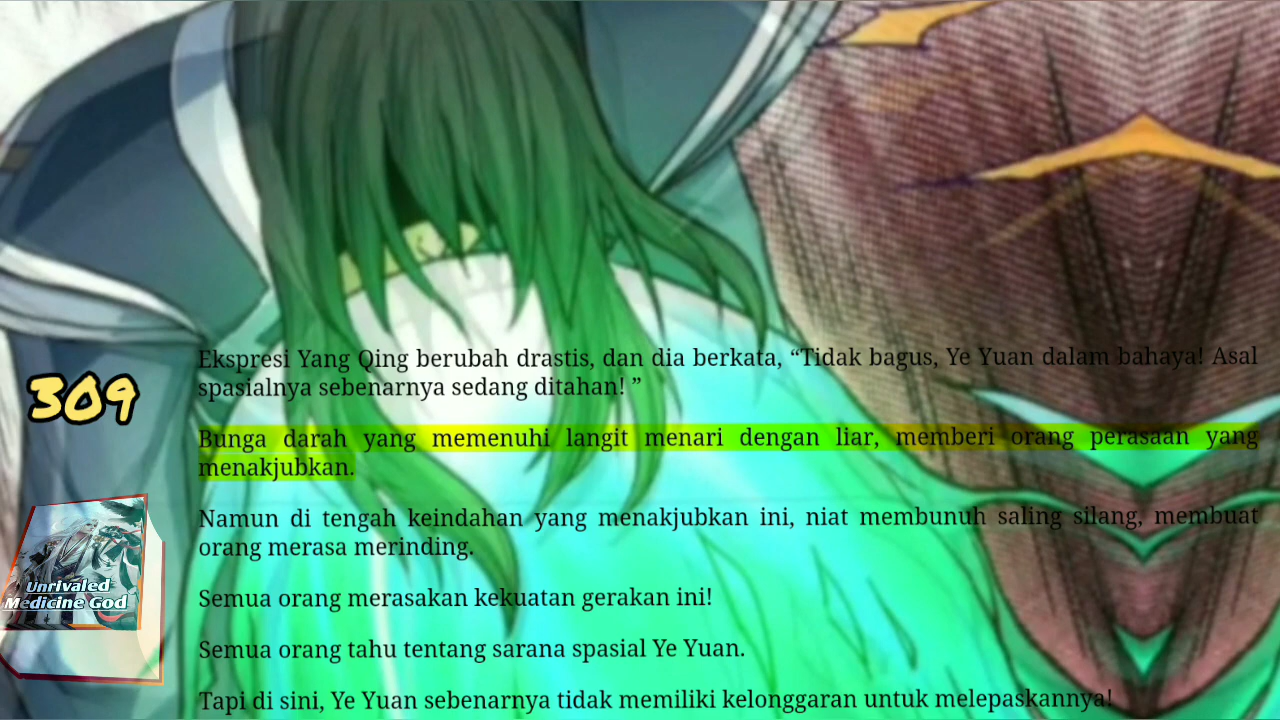 Ekspresi Yang Qing berubah drastis, dan dia berkata, “Tidak bagus, Ye Yuan dalam bahaya! Asal
spasialnya sebenarnya sedang ditahan! ”
309
Bunga darah yang memenuhi langit menari dengan liar, memberi orang perasaan yang
menakjubkan.
Namun di tengah keindahan yang menakjubkan ini, niat membunuh saling silang, membuat
orang merasa merinding.
Unrivaled
Medicine God
Semua orang merasakan kekuatan gerakan ini!
Semua orang tahu tentang sarana spasial Ye Yuan.
Tapi di sini, Ye Yuan sebenarnya tidak memiliki kelonggaran untuk melepaskannya!